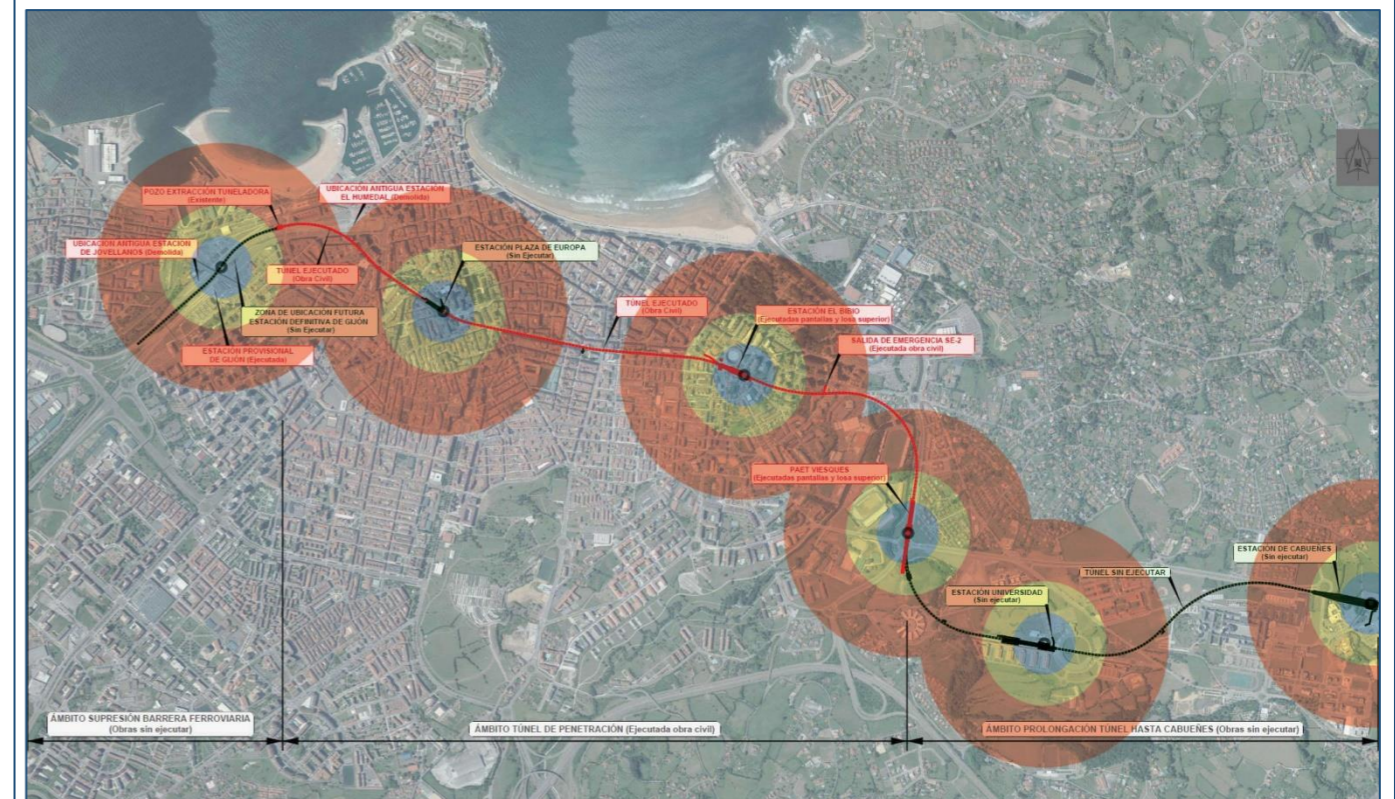 POZO EXTRACCIÓN TUNELADORA
(Existente)
UBICACIÓN ANTIGUA ESTACIÓN
EL HUMEDAL (Demolida)
UBICACIÓN ANTIGUA ESTACIÓN
DE JOVELLANOS (Demolida)
TÚNEL EJECUTADO
(Obra Civil)
ZONA DE UBICACIÓN FUTURA
ESTACIÓN DEFINITIVA DE GIJÓN
(Sin Ejecutar)
ESTACIÓN PROVISIONAL
DE GIJÓN (Ejecutada)
ESTACIÓN PLAZA DE EUROPA
(Sin Ejecutar)
TÚNEL EJECUTADO
(Obra Civil)
ESTACIÓN EL BIBIO
(Ejecutadas pantallas y losa superior)
SALIDA DE EMERGENCIA SE-2
(Ejecutada obra civil)
PAET VIESQUES
(Ejecutadas pantallas y losa superior)
ESTACIÓN DE CABUEÑES
(Sin ejecutar)
TÚNEL SIN EJECUTAR
ESTACIÓN UNIVERSIDAD
(Sin ejecutar)
ÁMBITO SUPRESIÓN BARRERA FERROVIARIA
(Obras sin ejecutar)
ÁMBITO TÚNEL DE PENETRACIÓN (Ejecutada obra civil)
ÁMBITO PROLONGACIÓN TÚNEL HASTA CABUEÑES (Obras sin ejecutar)